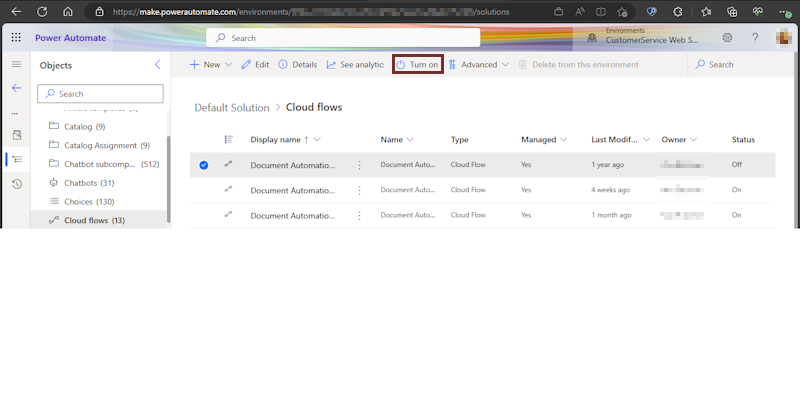 https://make.powerautomate.com/environments/ /solutions
Power Automate
Search
Environments
CustomerService Web S...
Objects
New
Edit
Details
See analytic
Turn on
Advanced
Delete from this environment
Search
Search
Default Solution > Cloud flows
Catalog (9)
Catalog Assignment (9)
Chatbot subcomp... (512)
Chatbots (31)
Choices (130)
Cloud flows (13)
Display name ↑ Name Type Managed Last Modif... Owner Status
Document Automatio... Document Auto... Cloud Flow Yes 1 year ago Off
Document Automatio... Document Auto... Cloud Flow Yes 4 weeks ago On
Document Automatio... Document Auto... Cloud Flow Yes 1 month ago On